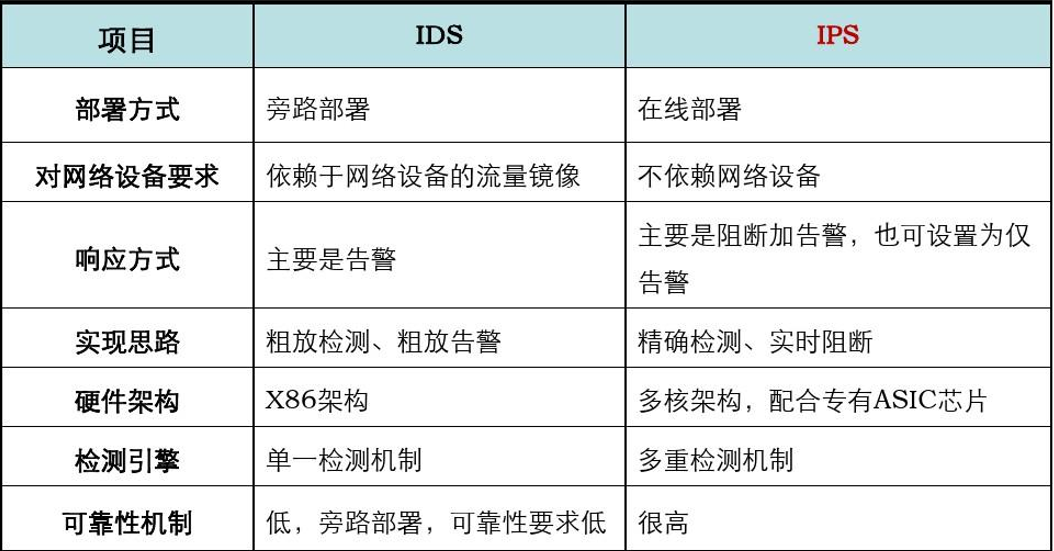 项目 IDS IPS
部署方式 旁路部署 在线部署
对网络设备要求 依赖于网络设备的流量镜像 不依赖网络设备
响应方式 主要是告警 主要是阻断加告警，也可设置为仅
告警
实现思路 粗放检测、粗放告警 精确检测、实时阻断
硬件架构 X86架构 多核架构，配合专有ASIC芯片
检测引擎 单一检测机制 多重检测机制
可靠性机制 低，旁路部署，可靠性要求低 很高